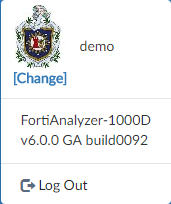 demo
[Change]
FortiAnalyzer-1000D
v6.0.0 GA build0092
Log Out